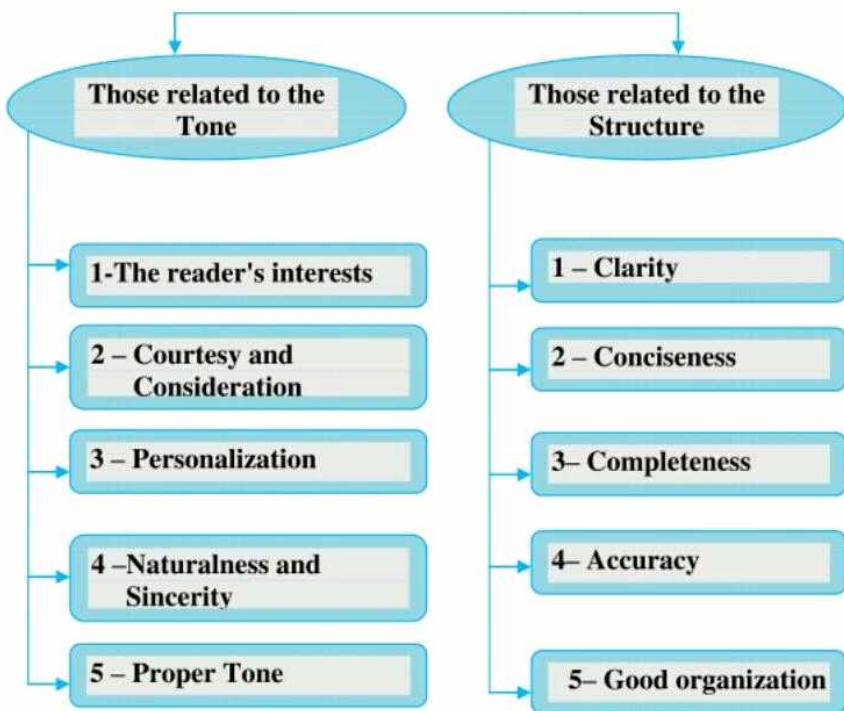 Those related to the
Tone
1-The reader's interests
2 – Courtesy and
Consideration
3 – Personalization
4 –Naturalness and
Sincerity
5 – Proper Tone
Those related to the
Structure
1 – Clarity
2 – Conciseness
3– Completeness
4– Accuracy
5– Good organization